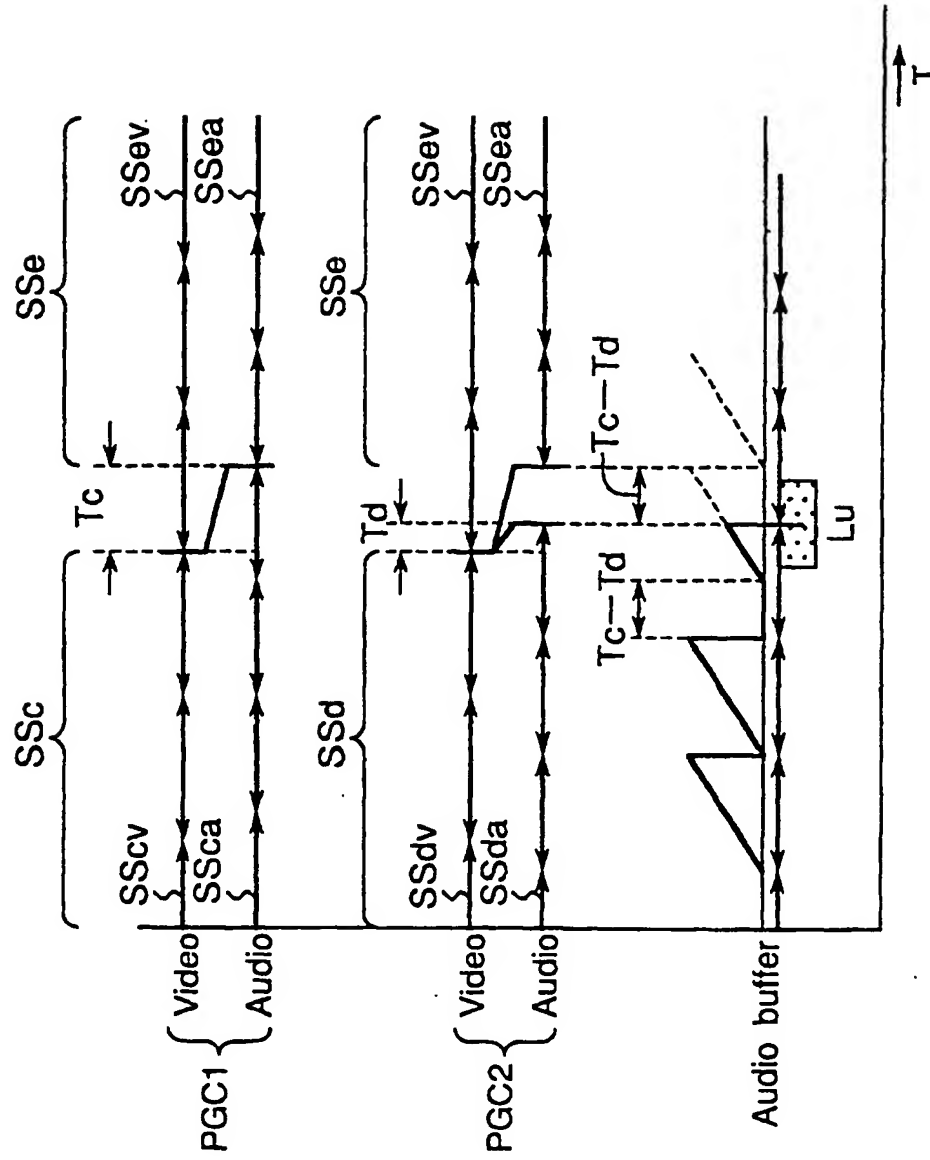 SSc
Tc
SSe
PGC1
Video
SScv
SSev
Audio
SSca
SSea
SSd
Td
SSe
PGC2
Video
SSdv
SSev
Audio
SSda
SSea
Tc—Td
Tc—Td
Audio buffer
Lu
T